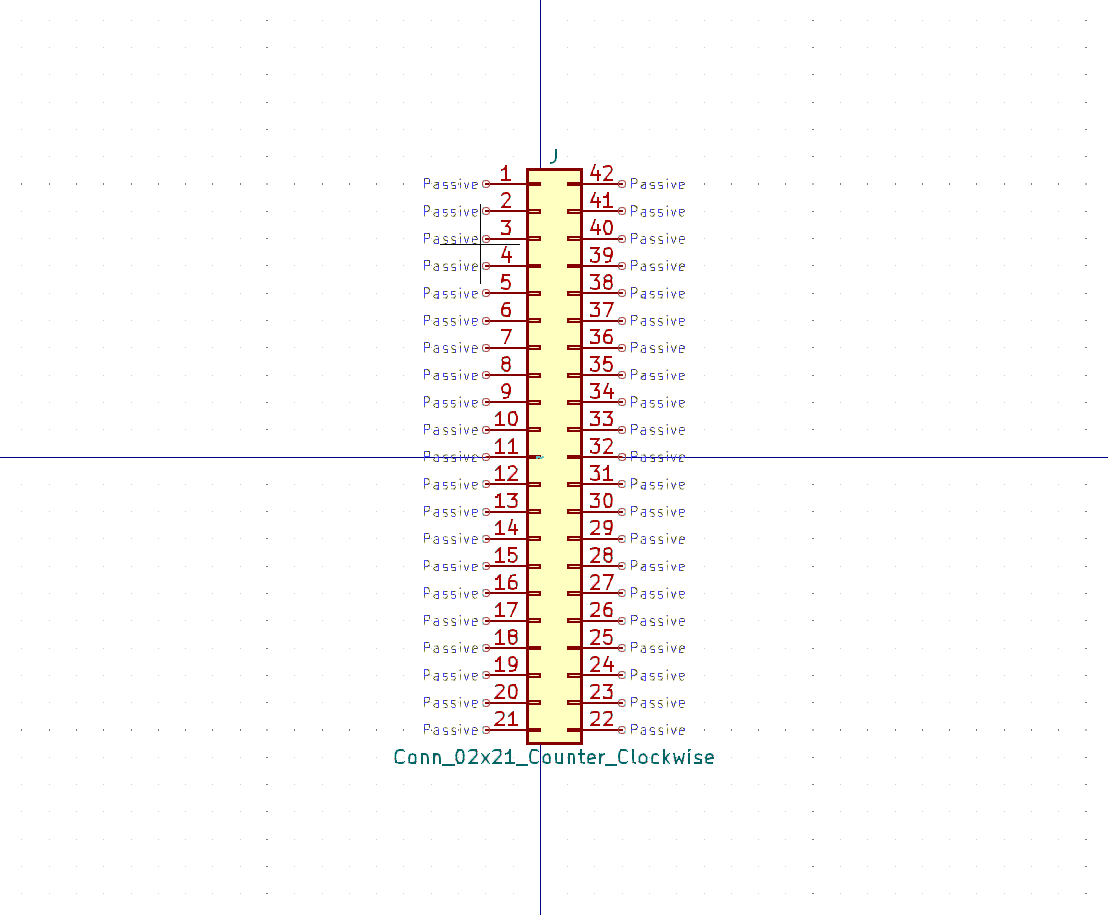 J
Passive 1 42 Passive
Passive 2 41 Passive
Passive 3 40 Passive
Passive 4 39 Passive
Passive 5 38 Passive
Passive 6 37 Passive
Passive 7 36 Passive
Passive 8 35 Passive
Passive 9 34 Passive
Passive 10 33 Passive
Passive 11 32 Passive
Passive 12 31 Passive
Passive 13 30 Passive
Passive 14 29 Passive
Passive 15 28 Passive
Passive 16 27 Passive
Passive 17 26 Passive
Passive 18 25 Passive
Passive 19 24 Passive
Passive 20 23 Passive
Passive 21 22 Passive
Conn_02x21_Counter_Clockwise